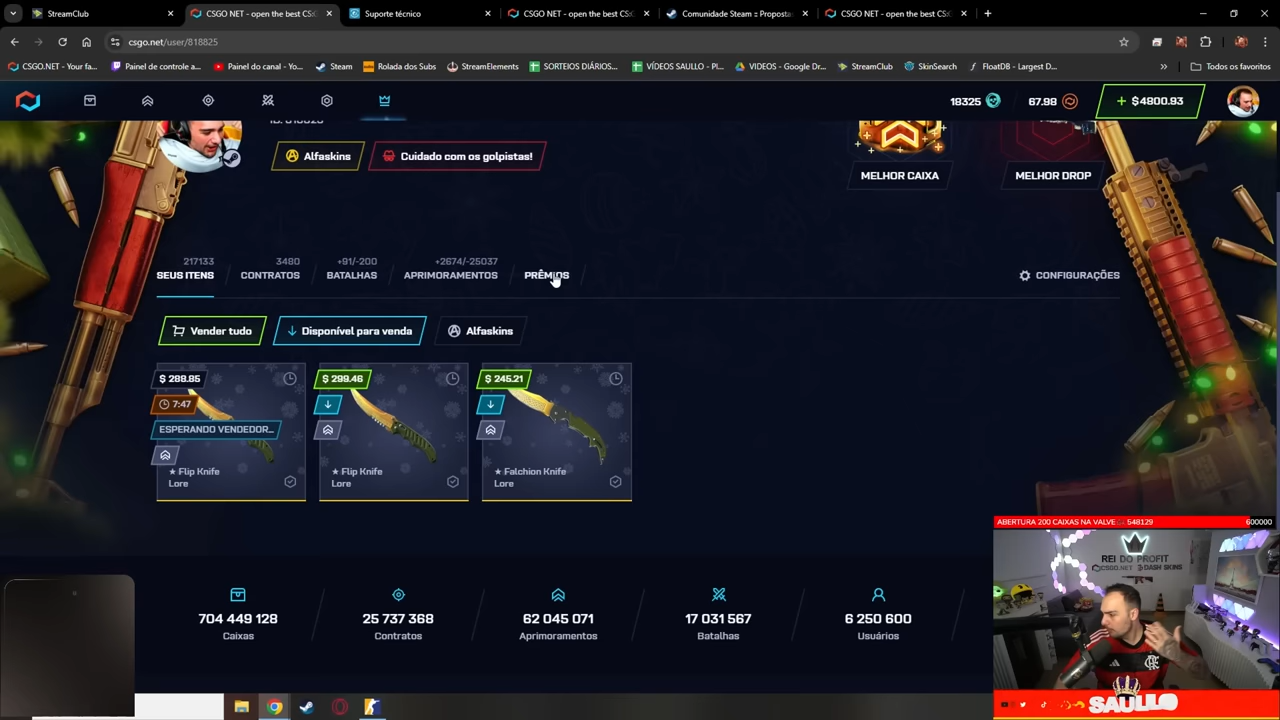 StreamClub
CSGO NET - open the best CS:
Suporte técnico
CSGO NET - open the best CS:
Comunidade Steam :: Proposta
CSGO NET - open the best CS:
csgo.net/user/818825
CSGO.NET - Your fa...
Painel de controle a...
Painel do canal - Yo...
Steam
Rolada dos Subs
StreamElements
SORTEIOS DIÁRIOS...
VÍDEOS SAULLO - Pl...
VIDEOS - Google Dr...
StreamClub
SkinSearch
FloatDB - Largest D...
Todos os favoritos
18325
67.98
+ $4800.93
Alfaskins
Cuidado com os golpistas!
MELHOR CAIXA
MELHOR DROP
217133
SEUS ITENS
3480
CONTRATOS
+91/-200
BATALHAS
+2674/-25037
APRIMORAMENTOS
PRÊMIOS
CONFIGURAÇÕES
Vender tudo
Disponível para venda
Alfaskins
$ 288.85
7:47
ESPERANDO VENDEDOR...
★ Flip Knife
Lore
$ 299.46
★ Flip Knife
Lore
$ 245.21
★ Falchion Knife
Lore
704 449 128
Caixas
25 737 368
Contratos
62 045 071
Aprimoramentos
17 031 567
Batalhas
6 250 600
Usuários
ABERTURA 200 CAIXAS NA VALVE
548129
600000
REI DO PROFIT
CSGO.NET
DASH SKINS
SAULLO